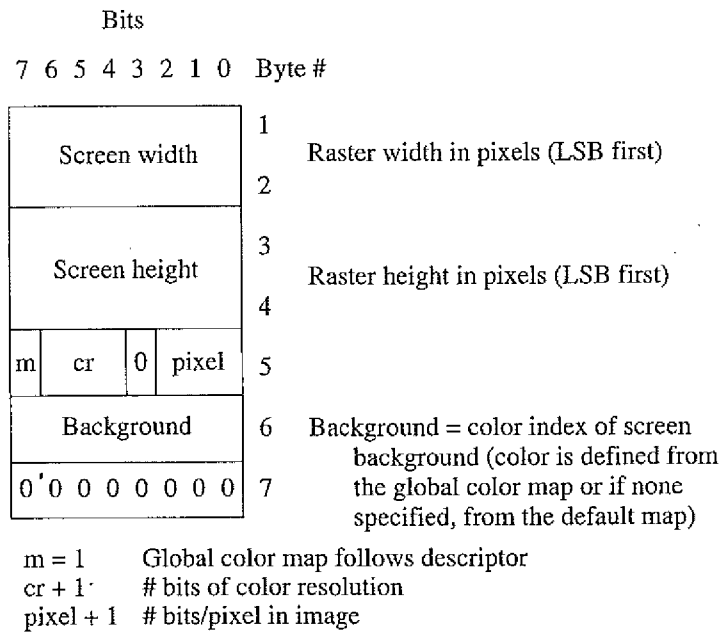 Bits
7 6 5 4 3 2 1 0 Byte #
1
Screen width Raster width in pixels (LSB first)
2
3
Screen height Raster height in pixels (LSB first)
4
m cr 0 pixel 5
Background 6 Background = color index of screen
background (color is defined from
0 0 0 0 0 0 0 0 7 the global color map or if none
specified, from the default map)
m = 1 Global color map follows descriptor
cr + 1 # bits of color resolution
pixel + 1 # bits/pixel in image